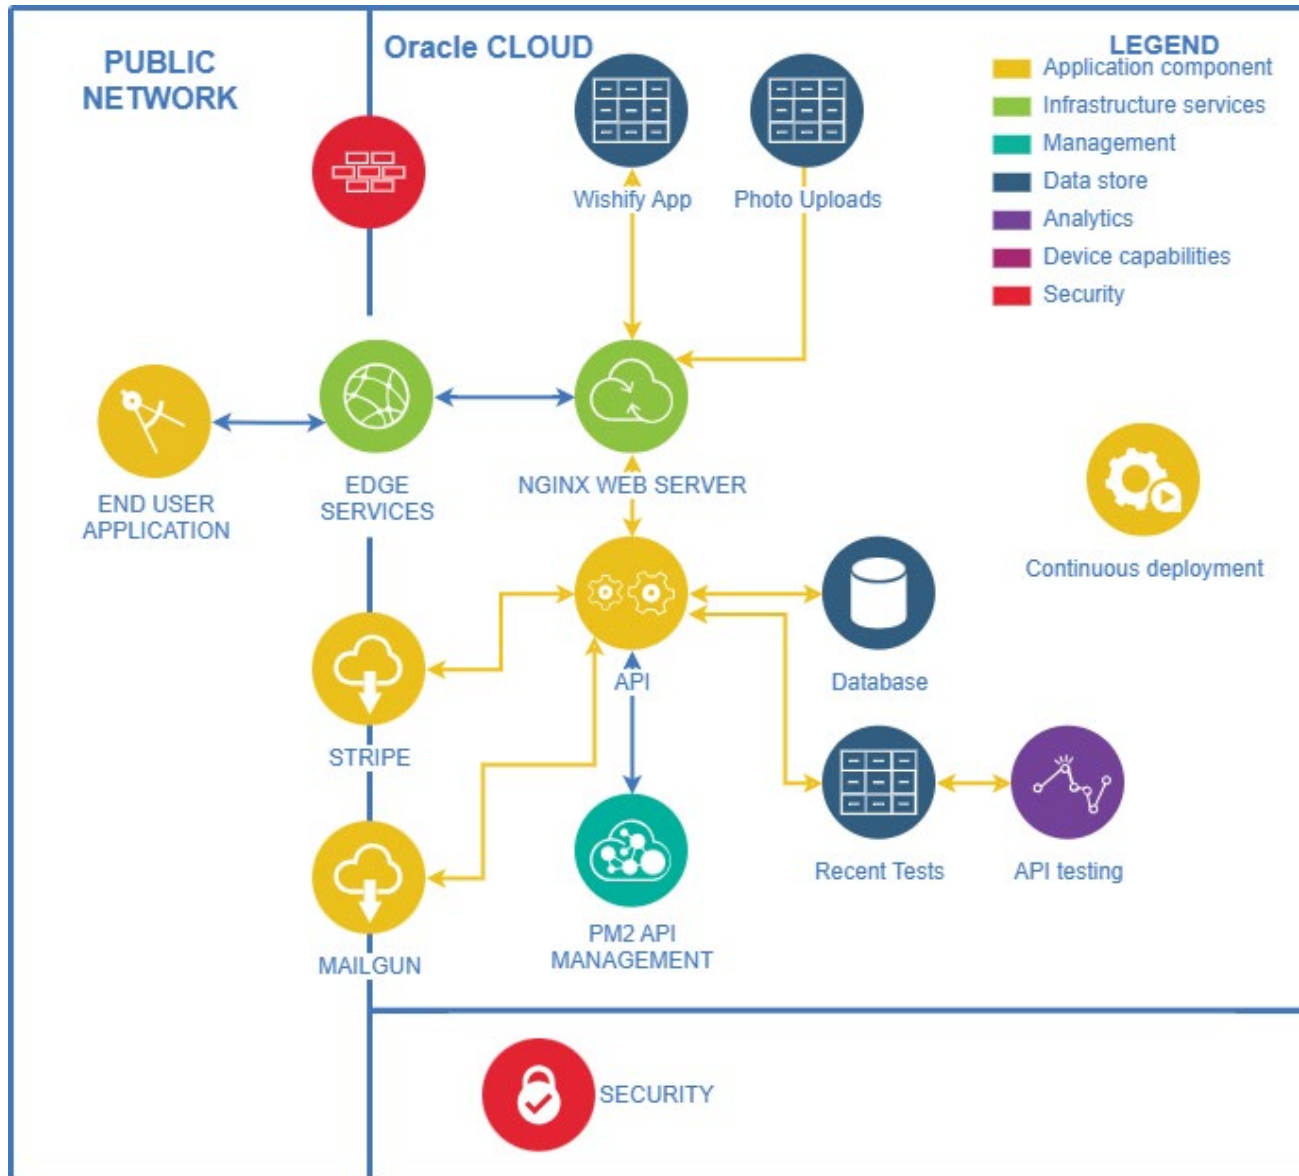 PUBLIC
NETWORK
Oracle CLOUD
LEGEND
Application component
Infrastructure services
Management
Data store
Analytics
Device capabilities
Security
Wishify App
Photo Uploads
END USER
APPLICATION
EDGE
SERVICES
NGINX WEB SERVER
Continuous deployment
API
Database
STRIPE
Recent Tests
API testing
PM2 API
MANAGEMENT
MAILGUN
SECURITY